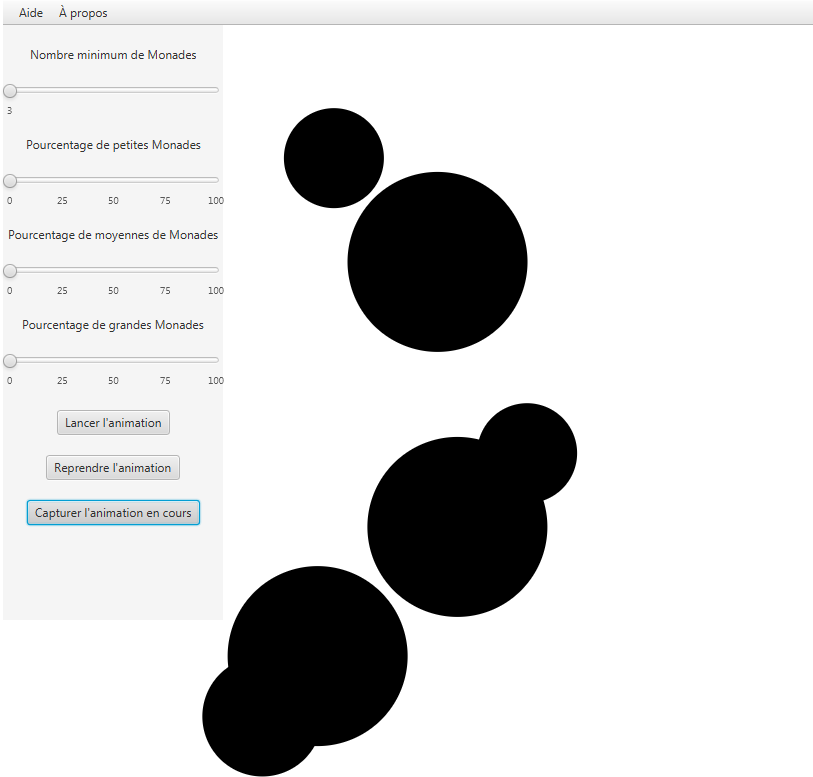 Aide À propos
Nombre minimum de Monades
3
Pourcentage de petites Monades
0 25 50 75 100
Pourcentage de moyennes de Monades
0 25 50 75 100
Pourcentage de grandes Monades
0 25 50 75 100
Lancer l'animation
Reprendre l'animation
Capturer l'animation en cours